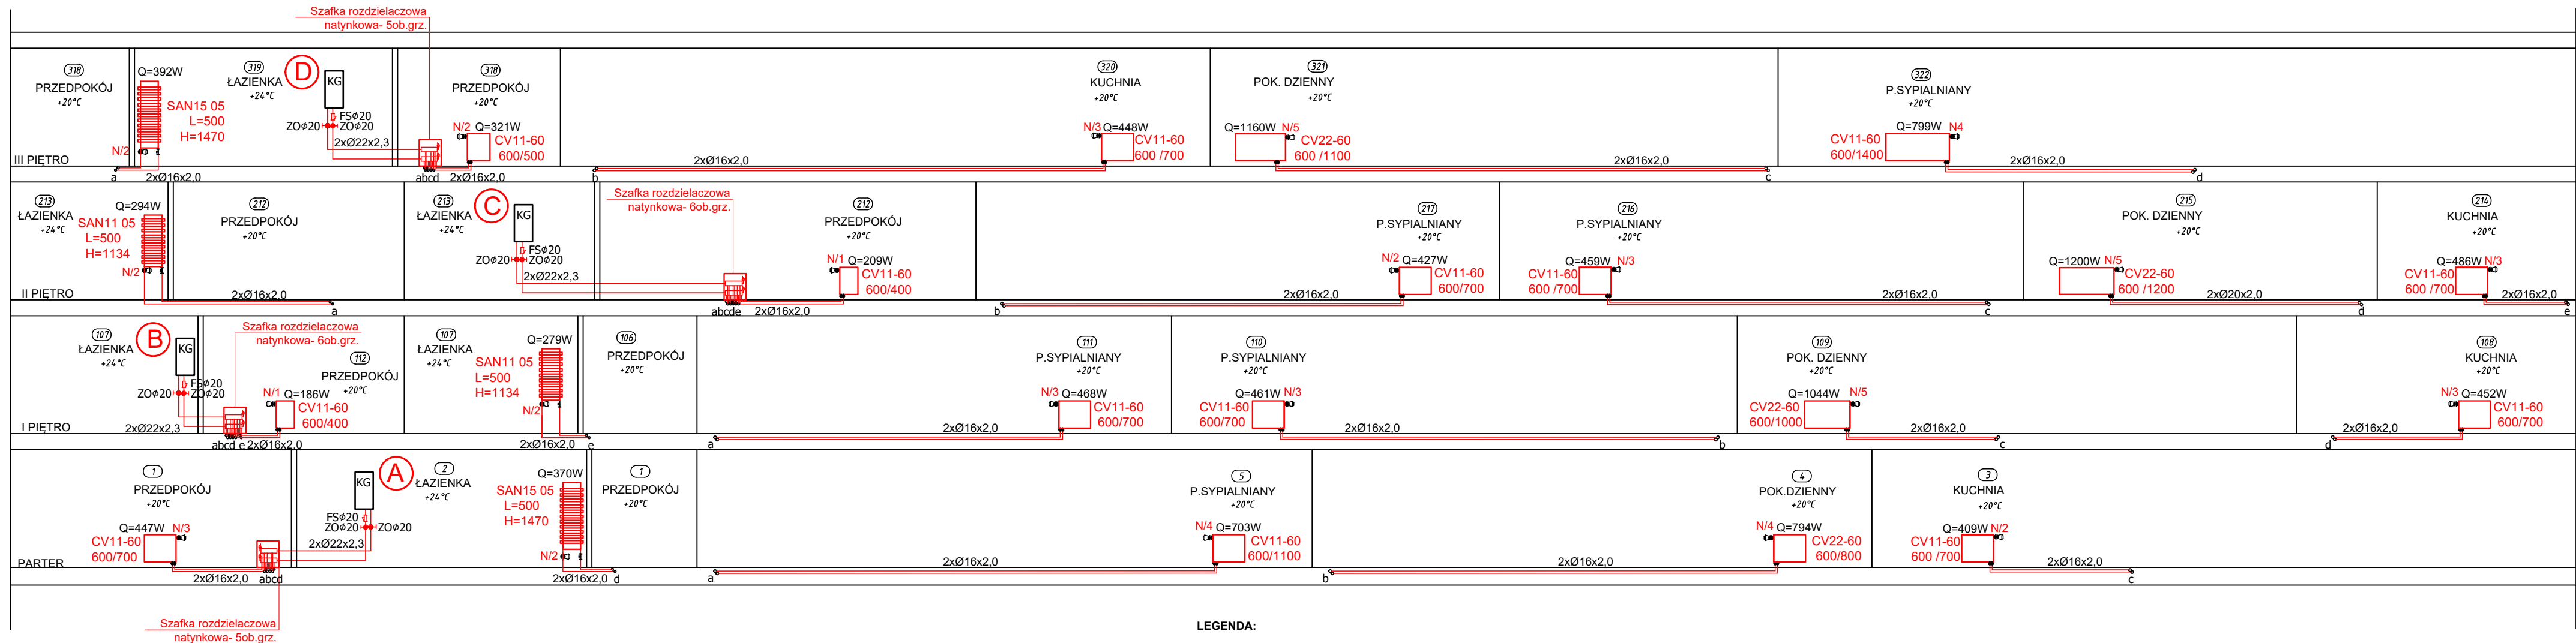 Szafka rozdzielaczowa
natynkowa- 5ob.grz.
318
PRZEDPOKÓJ
+20°C
Q=392W
SAN15 05
L=500
H=1470
N/2
319
ŁAZIENKA
+24°C
D
KG
FSϕ20
ZOϕ20
ZOϕ20
2xØ22x2,3
318
PRZEDPOKÓJ
+20°C
N/2
Q=321W
CV11-60
600/500
320
KUCHNIA
+20°C
N/3
Q=448W
CV11-60
600 /700
321
POK. DZIENNY
+20°C
Q=1160W
N/5
CV22-60
600 /1100
322
P.SYPIALNIANY
+20°C
Q=799W
N4
CV11-60
600/1400
III PIĘTRO
a
2xØ16x2,0
abcd
2xØ16x2,0
b
2xØ16x2,0
2xØ16x2,0
c
2xØ16x2,0
d
213
ŁAZIENKA
+24°C
Q=294W
SAN11 05
L=500
H=1134
N/2
212
PRZEDPOKÓJ
+20°C
213
ŁAZIENKA
+24°C
C
KG
FSϕ20
ZOϕ20
ZOϕ20
2xØ22x2,3
Szafka rozdzielaczowa
natynkowa- 6ob.grz.
212
PRZEDPOKÓJ
+20°C
N/1
Q=209W
CV11-60
600/400
217
P.SYPIALNIANY
+20°C
N/2
Q=427W
CV11-60
600/700
216
P.SYPIALNIANY
+20°C
Q=459W
N/3
CV11-60
600 /700
215
POK. DZIENNY
+20°C
Q=1200W
N/5
CV22-60
600 /1200
214
KUCHNIA
+20°C
Q=486W
N/3
CV11-60
600 /700
II PIĘTRO
2xØ16x2,0
a
abcde
2xØ16x2,0
b
2xØ16x2,0
2xØ16x2,0
c
2xØ20x2,0
d
2xØ16x2,0
e
107
ŁAZIENKA
+24°C
B
KG
FSϕ20
ZOϕ20
ZOϕ20
2xØ22x2,3
Szafka rozdzielaczowa
natynkowa- 6ob.grz.
112
PRZEDPOKÓJ
+20°C
N/1
Q=186W
CV11-60
600/400
107
ŁAZIENKA
+24°C
Q=279W
SAN11 05
L=500
H=1134
N/2
106
PRZEDPOKÓJ
+20°C
111
P.SYPIALNIANY
+20°C
N/3
Q=468W
CV11-60
600/700
110
P.SYPIALNIANY
+20°C
Q=461W
N/3
CV11-60
600/700
109
POK. DZIENNY
+20°C
Q=1044W
N/5
CV22-60
600/1000
108
KUCHNIA
+20°C
N/3
Q=452W
CV11-60
600/700
I PIĘTRO
abcd e
2xØ16x2,0
2xØ16x2,0
e
a
2xØ16x2,0
2xØ16x2,0
b
2xØ16x2,0
c
d
2xØ16x2,0
1
PRZEDPOKÓJ
+20°C
Q=447W
N/3
CV11-60
600/700
A
KG
FSϕ20
ZOϕ20
ZOϕ20
2xØ22x2,3
2
ŁAZIENKA
+24°C
Q=370W
SAN15 05
L=500
H=1470
N/2
1
PRZEDPOKÓJ
+20°C
5
P.SYPIALNIANY
+20°C
N/4
Q=703W
CV11-60
600/1100
4
POK.DZIENNY
+20°C
N/4
Q=794W
CV22-60
600/800
3
KUCHNIA
+20°C
Q=409W
N/2
CV11-60
600 /700
PARTER
2xØ16x2,0
abcd
2xØ16x2,0
d
a
2xØ16x2,0
b
2xØ16x2,0
2xØ16x2,0
c
Szafka rozdzielaczowa
natynkowa- 5ob.grz.
LEGENDA: